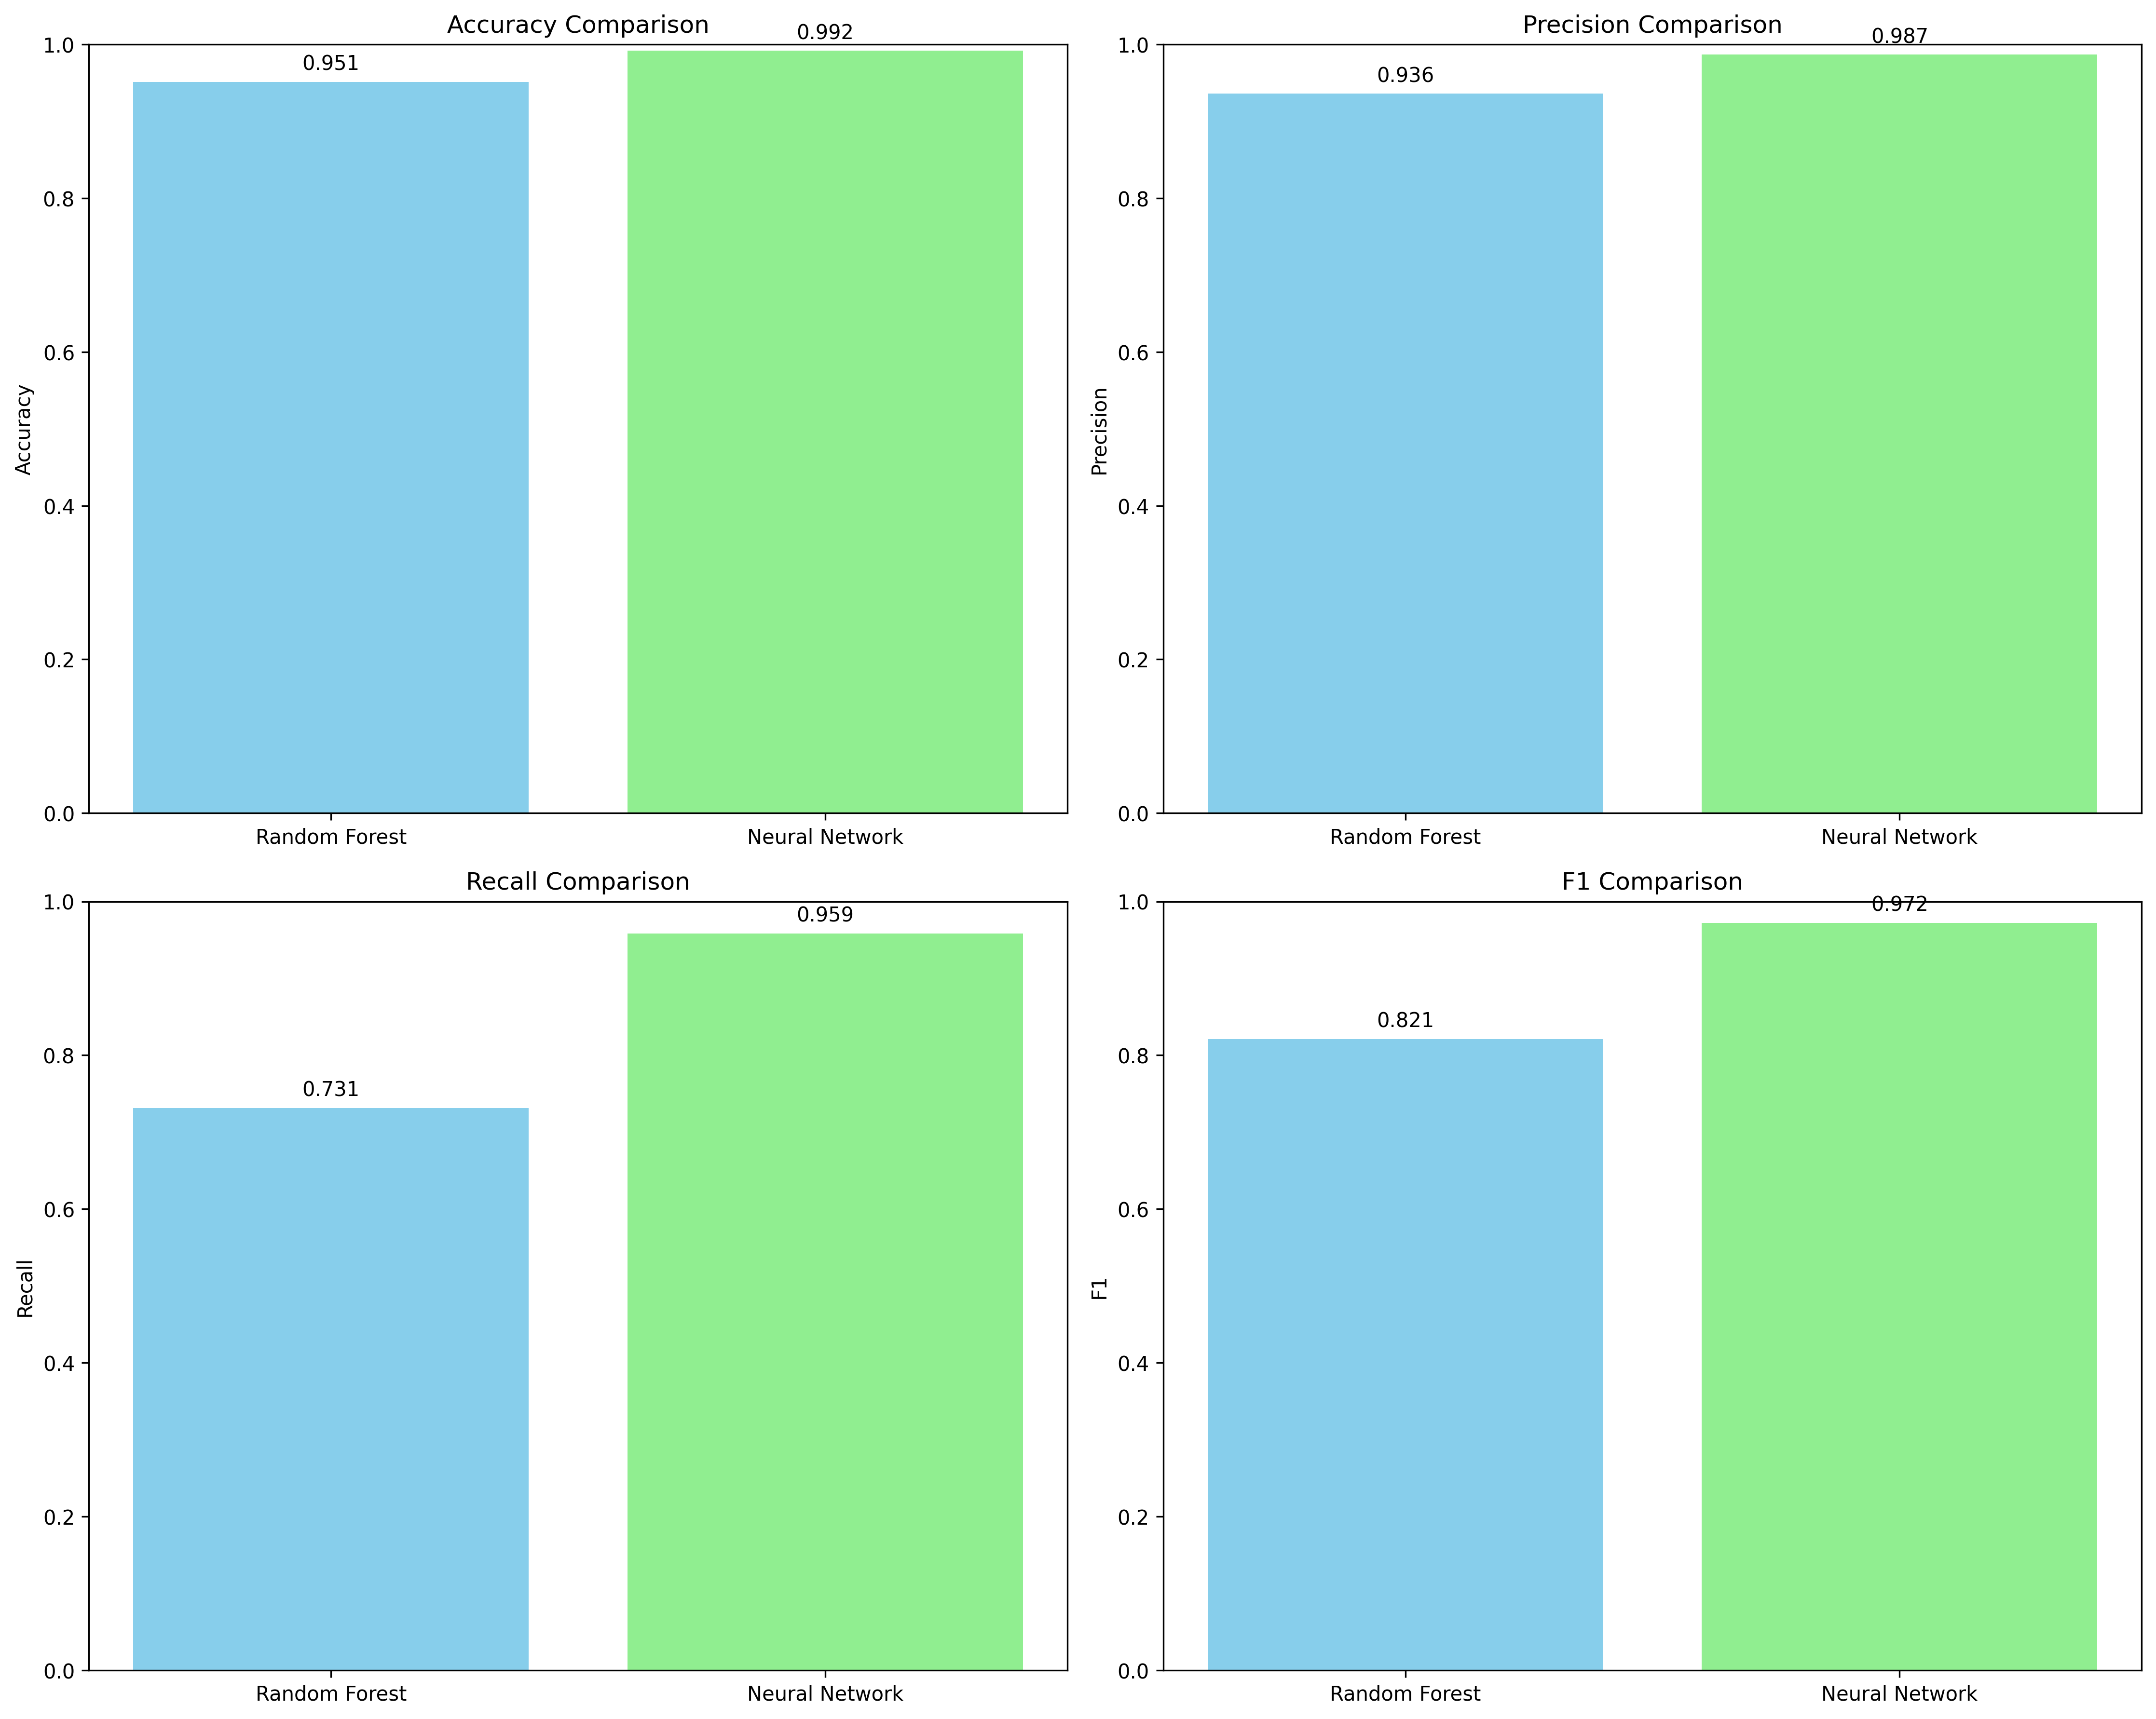 Accuracy Comparison
Accuracy
1.0
0.8
0.6
0.4
0.2
0.0
0.951
0.992
Random Forest
Neural Network
Precision Comparison
Precision
1.0
0.8
0.6
0.4
0.2
0.0
0.936
0.987
Random Forest
Neural Network
Recall Comparison
Recall
1.0
0.8
0.6
0.4
0.2
0.0
0.731
0.959
Random Forest
Neural Network
F1 Comparison
F1
1.0
0.8
0.6
0.4
0.2
0.0
0.821
0.972
Random Forest
Neural Network